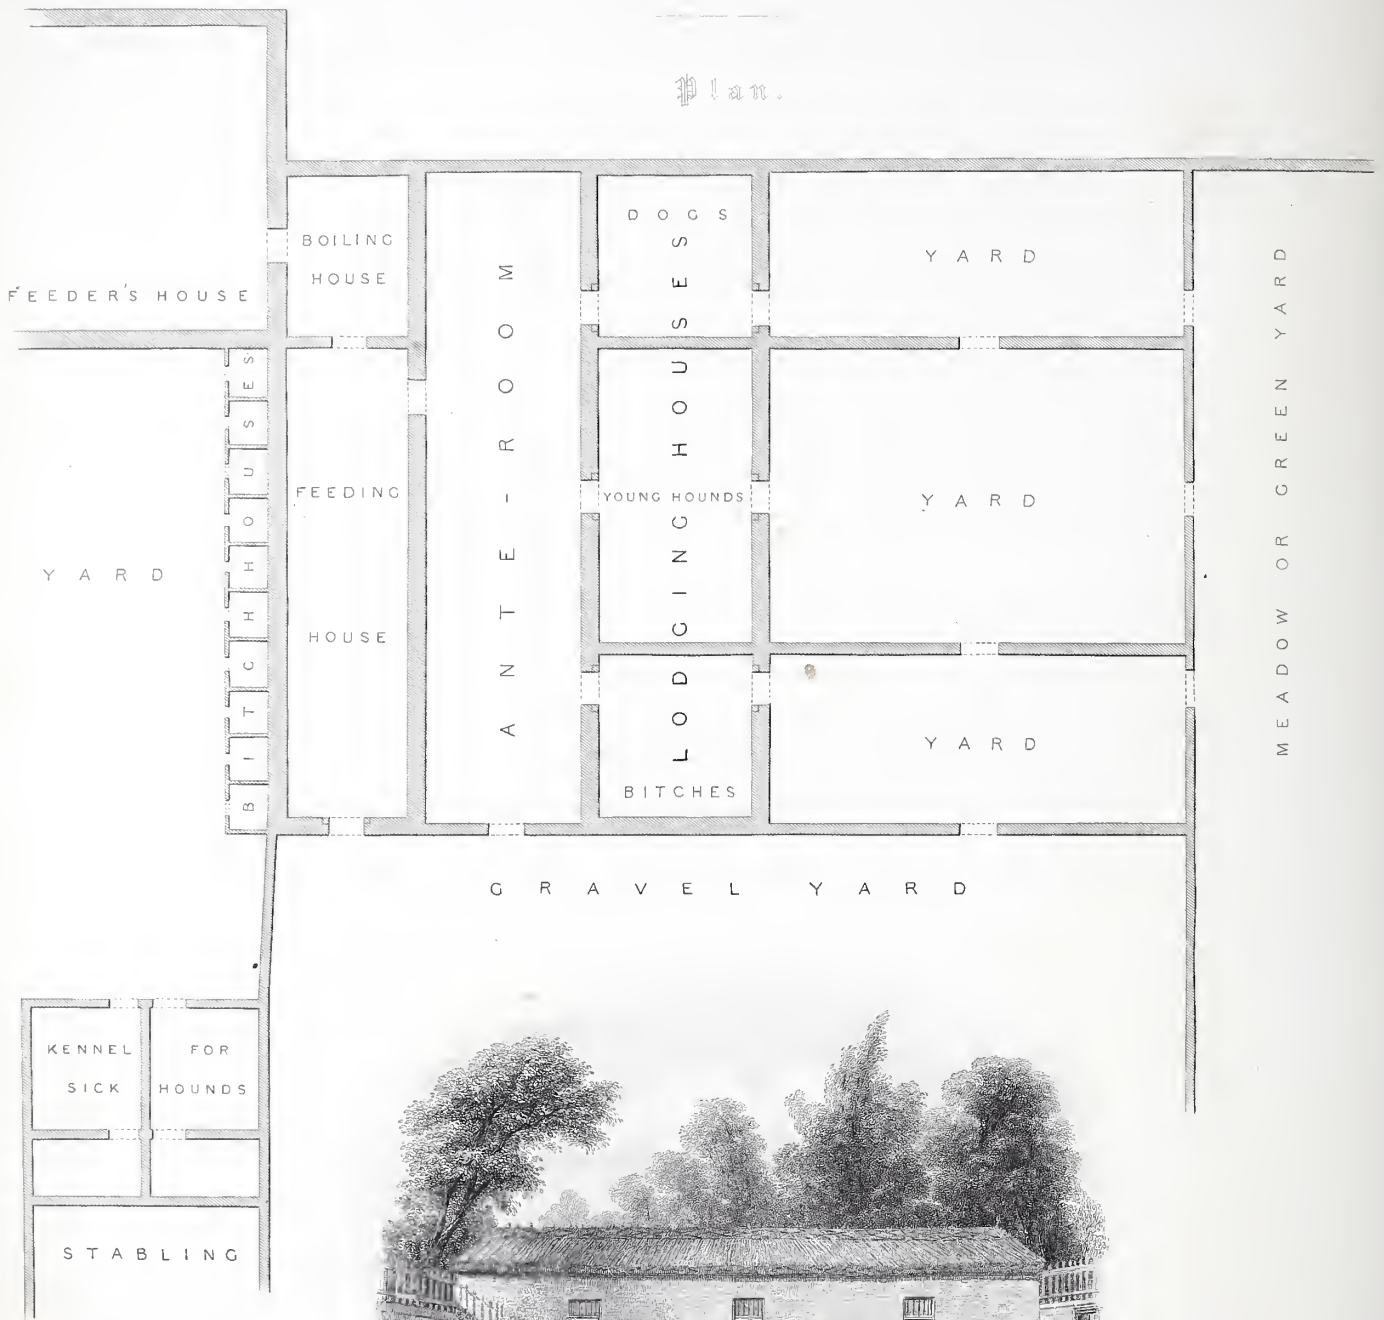 Plan.
DOGS
BOILING
HOUSE
YARD
FEEDER'S HOUSE
ANTE-ROOM
LODGING HOUSES
MEADOW OR GREEN YARD
BITCH HOUSES
FEEDING
HOUSE
YOUNG HOUNDS
YARD
YARD
YARD
BITCHES
GRAVEL YARD
KENNEL FOR
SICK HOUNDS
STABLING